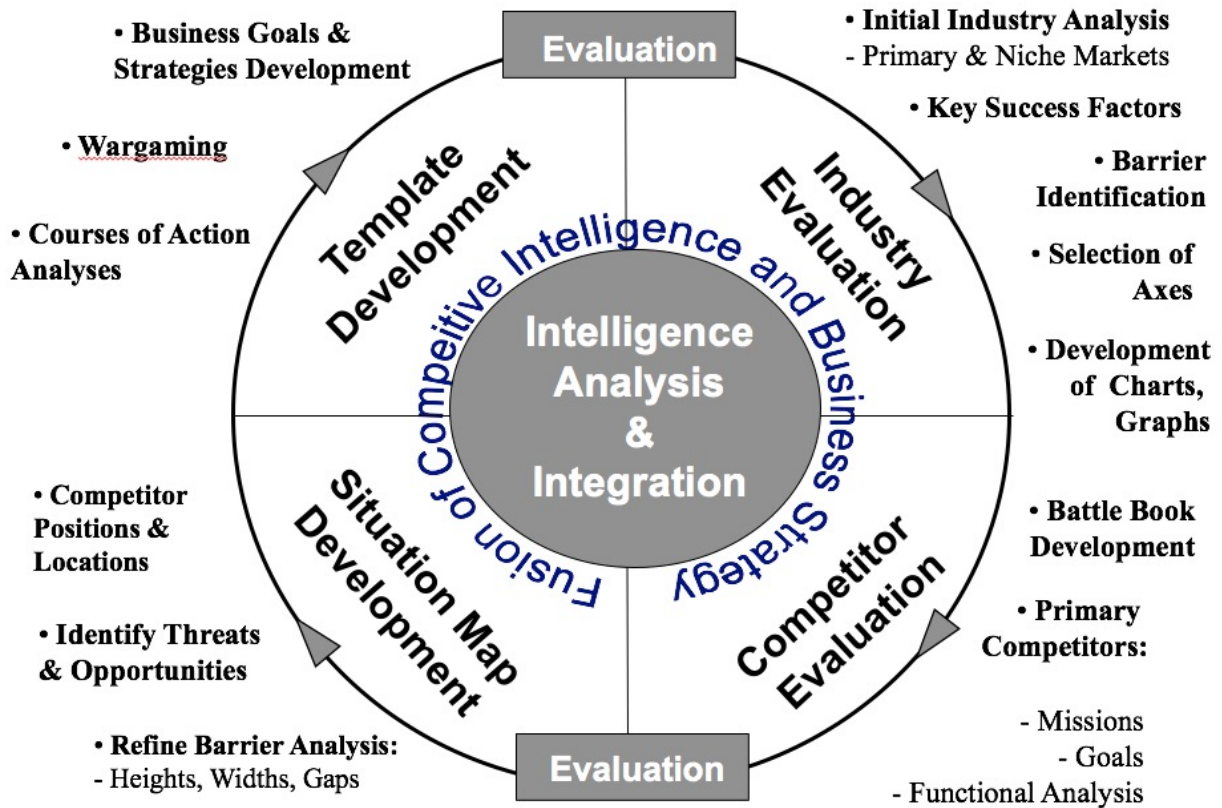 Evaluation
• Initial Industry Analysis
- Primary & Niche Markets
• Key Success Factors
• Barrier
Identification
• Selection of
Axes
• Development
of Charts,
Graphs
Industry
Evaluation
• Battle Book
Development
• Primary
Competitors:
- Missions
- Goals
- Functional Analysis
Competitor
Evaluation
Evaluation
• Refine Barrier Analysis:
- Heights, Widths, Gaps
• Identify Threats
& Opportunities
• Competitor
Positions &
Locations
Situation Map
Development
• Courses of Action
Analyses
• Wargaming
• Business Goals &
Strategies Development
Template
Development
Fusion of Compeitive Intelligence and Business Strategy
Intelligence
Analysis
&
Integration